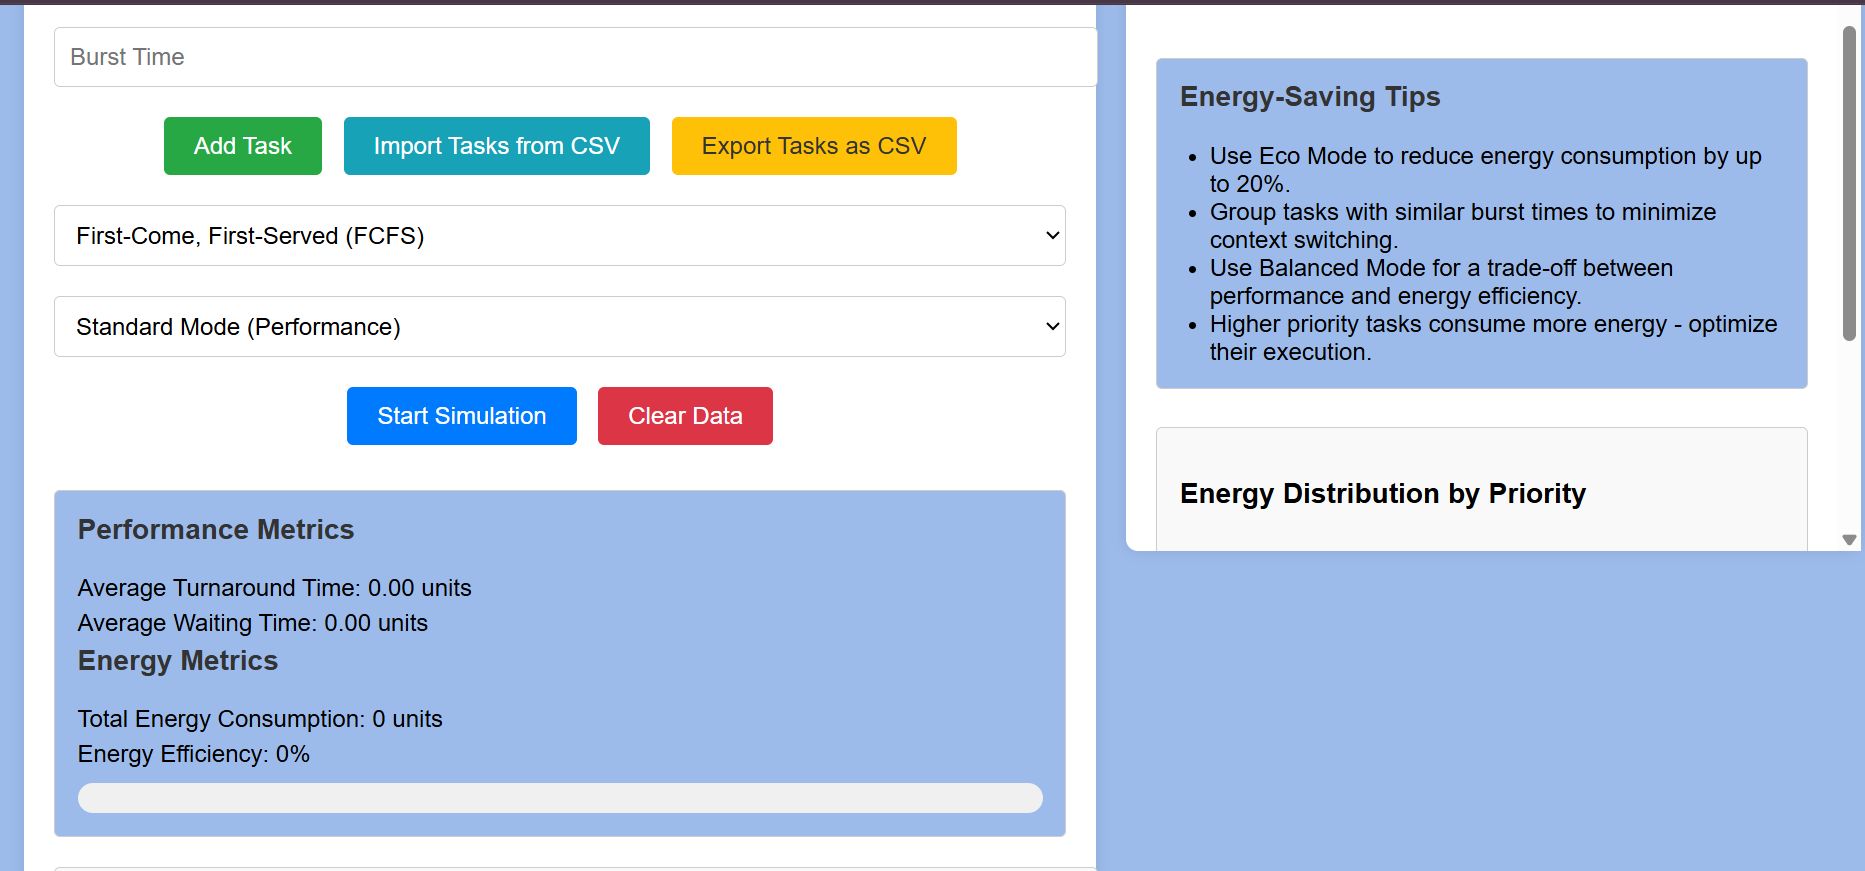 Burst Time
Add Task
Import Tasks from CSV
Export Tasks as CSV
First-Come, First-Served (FCFS)
Standard Mode (Performance)
Start Simulation
Clear Data
Performance Metrics
Average Turnaround Time: 0.00 units
Average Waiting Time: 0.00 units
Energy Metrics
Total Energy Consumption: 0 units
Energy Efficiency: 0%
Energy-Saving Tips
• Use Eco Mode to reduce energy consumption by up
to 20%.
• Group tasks with similar burst times to minimize
context switching.
• Use Balanced Mode for a trade-off between
performance and energy efficiency.
• Higher priority tasks consume more energy - optimize
their execution.
Energy Distribution by Priority